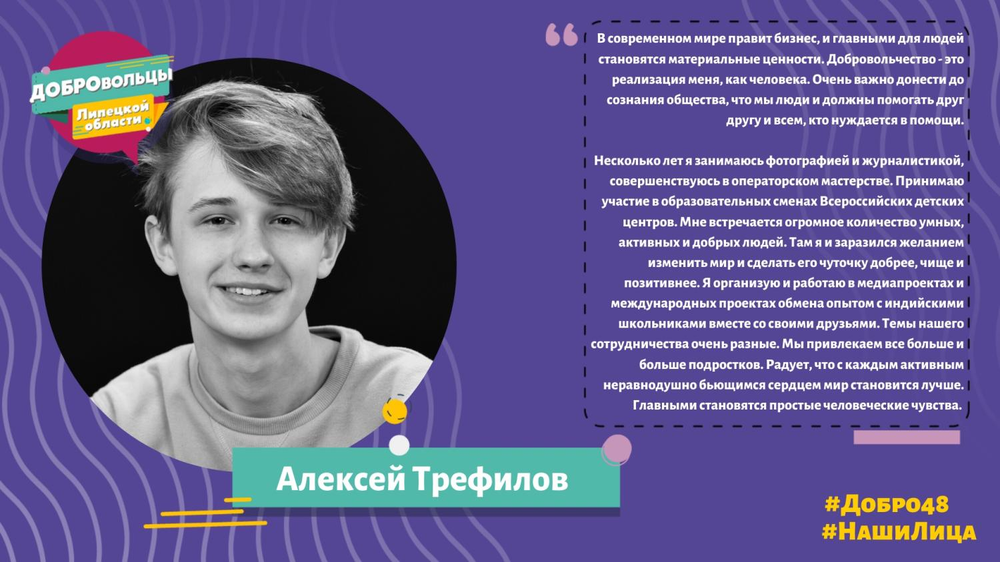 ДОБРОВОЛЬЦЫ
Липецкой
области
В современном мире правит бизнес, и главными для людей
становятся материальные ценности. Добровольчество - это
реализация меня, как человека. Очень важно донести до
сознания общества, что мы люди и должны помогать друг
другу и всем, кто нуждается в помощи.
Несколько лет я занимаюсь фотографией и журналистикой,
совершенствуюсь в операторском мастерстве. Принимаю
участие в образовательных сменах Всероссийских детских
центров. Мне встречается огромное количество умных,
активных и добрых людей. Там я и заразился желанием
изменить мир и сделать его чуточку добрее, чище и
позитивнее. Я организую и работаю в медиапроектах и
международных проектах обмена опытом с индийскими
школьниками вместе со своими друзьями. Темы нашего
сотрудничества очень разные. Мы привлекаем все больше и
больше подростков. Радует, что с каждым активным
неравнодушно бьющимся сердцем мир становится лучше.
Главными становятся простые человеческие чувства.
Алексей Трефилов
#Добро48
#НашиЛица